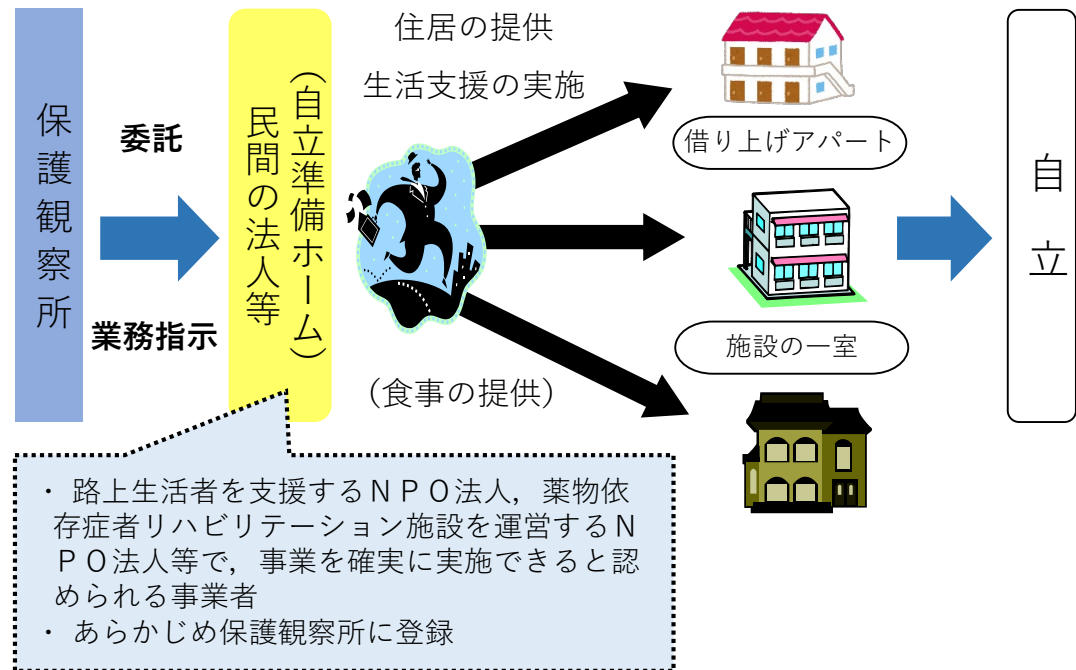 保護観察所
委託
業務指示
民間の法人等
(自立準備ホーム)
住居の提供
生活支援の実施
(食事の提供)
借り上げアパート
施設の一室
自立
・ 路上生活者を支援するNPO法人，薬物依
存症者リハビリテーション施設を運営するN
PO法人等で，事業を確実に実施できると認
められる事業者
・ あらかじめ保護観察所に登録